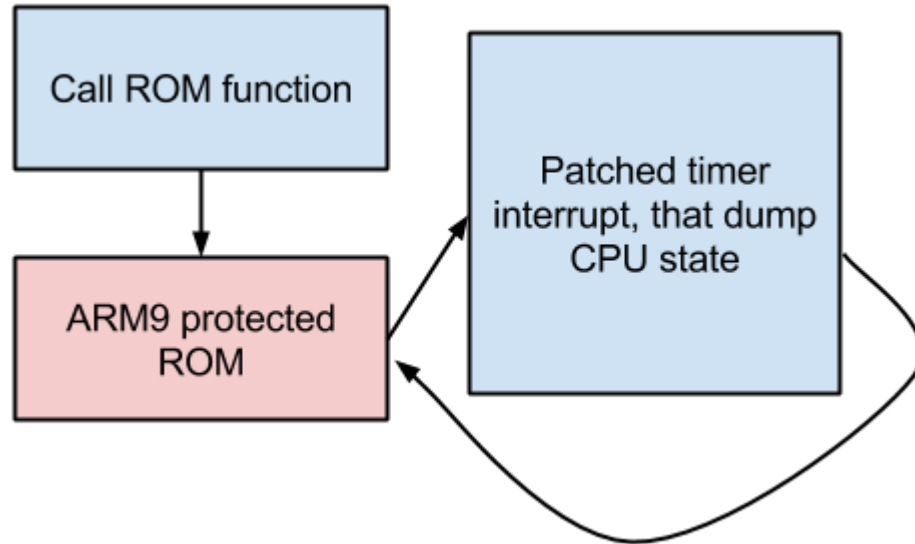 Call ROM function
Patched timer
interrupt, that dump
CPU state
ARM9 protected
ROM